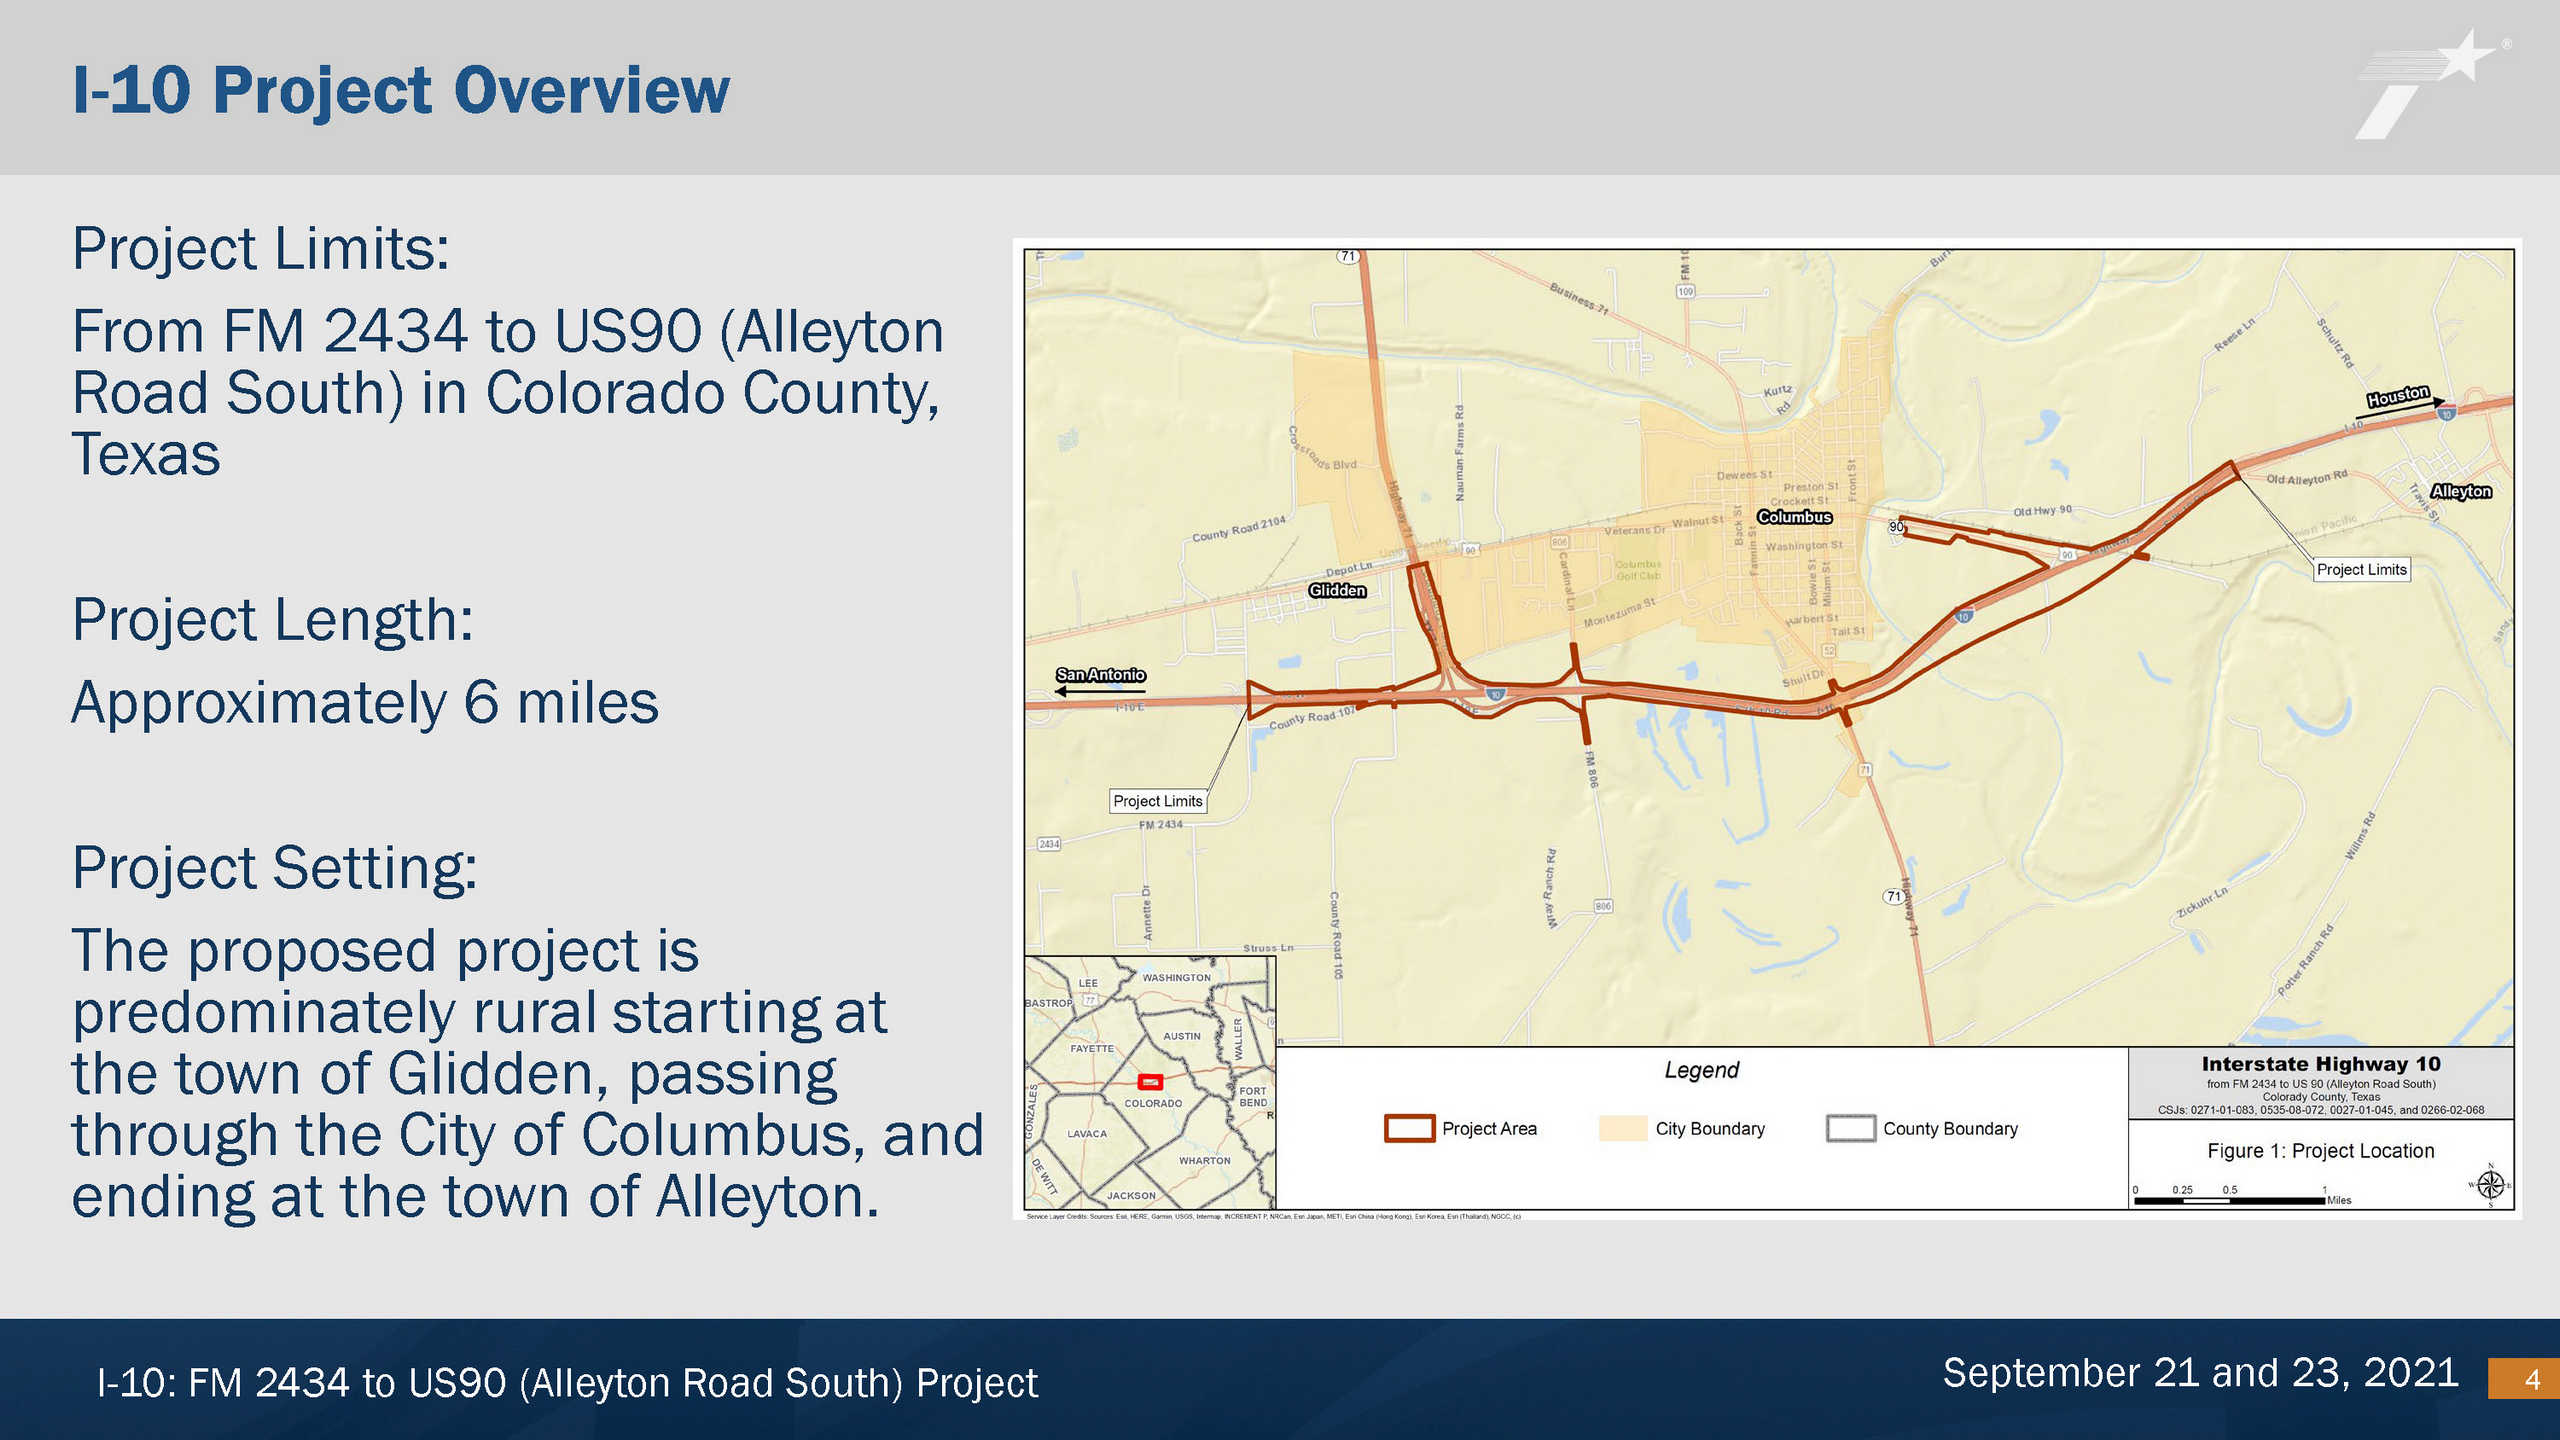 I-10 Project Overview
®
Project Limits:
From FM 2434 to US90 (Alleyton
Road South) in Colorado County,
Texas
Project Length:
Approximately 6 miles
Project Setting:
The proposed project is
predominately rural starting at
the town of Glidden, passing
through the City of Columbus, and
ending at the town of Alleyton.
71
Business 71
FM 10
109
Kurtz
Rd
Reese Ln
Schultz Rd
Houston
10
I-10
Crossroads Blvd
Nauman Farms Rd
Highway 71
Dewees St
Preston St
Crockett St
Front St
Columbus
Walnut St
Veterans Dr
Back St
Washington St
Fannin St
Bowie St
Milam St
Harbert St
Tait St
Old Alleyton Rd
Alleyton
Travis St
Old Hwy 90
90
90
County Road 2104
Depot Ln
90
806
Cardinal Ln
Columbus
Golf Club
Montezuma St
Glidden
Project Limits
San Antonio
I-10 E
County Road 107
10
10
52
Shult Dr
71
Project Limits
FM 2434
2434
FM 806
806
Annette Dr
Struss Ln
County Road 105
Wray Ranch Rd
71
Highway 71
Zickuhr Ln
Willms Rd
Potter Ranch Rd
LEE
WASHINGTON
BASTROP
77
AUSTIN
WALLER
FAYETTE
COLORADO
FORT
BEND
GONZALES
LAVACA
WHARTON
DE WITT
JACKSON
Legend
Project Area
City Boundary
County Boundary
Interstate Highway 10
from FM 2434 to US 90 (Alleyton Road South)
Colorady County, Texas
CSJs: 0271-01-083, 0535-08-072, 0027-01-045, and 0266-02-068
Figure 1: Project Location
0 0.25 0.5 1
Miles
N
W E
S
Service Layer Credits: Sources: Esri, HERE, Garmin, USGS, Intermap, INCREMENT P, NRCan, Esri Japan, METI, Esri China (Hong Kong), Esri Korea, Esri (Thailand), NGCC, (c)
I-10: FM 2434 to US90 (Alleyton Road South) Project
September 21 and 23, 2021
4